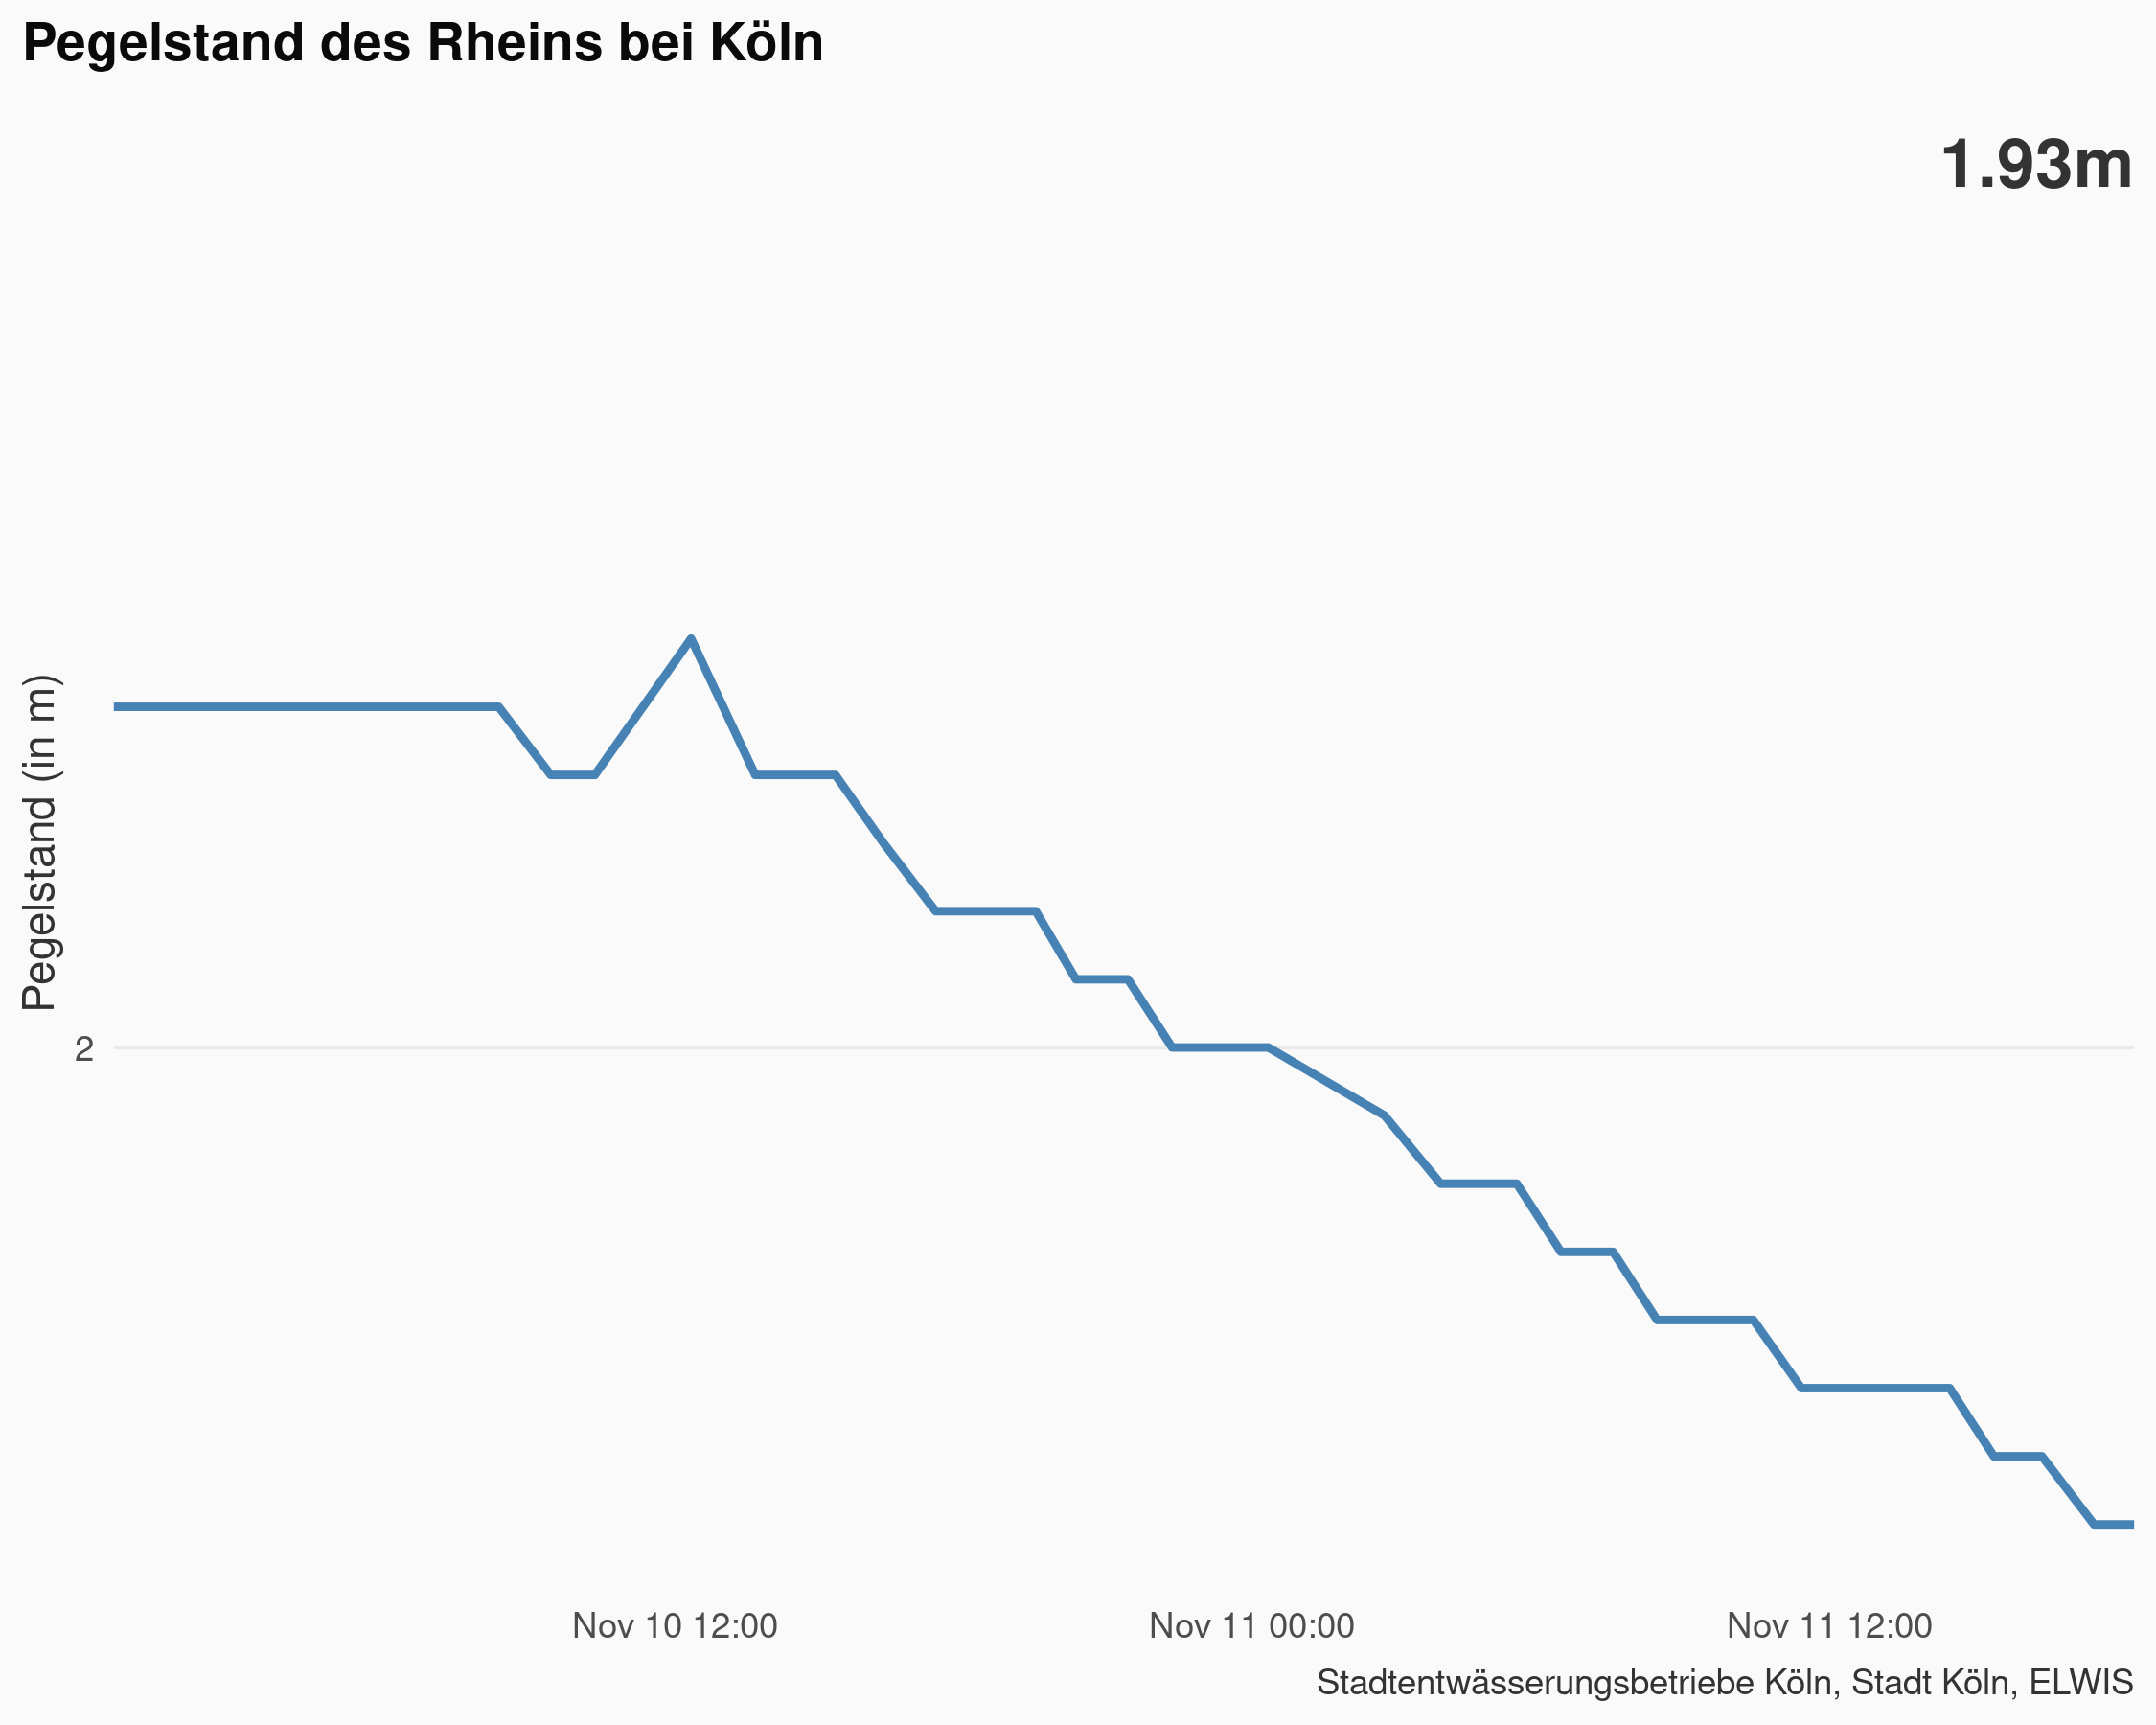 Pegelstand des Rheins bei Köln
1.93m
Pegelstand (in m)
2
Nov 10 12:00
Nov 11 00:00
Nov 11 12:00
Stadtentwässerungsbetriebe Köln, Stadt Köln, ELWIS